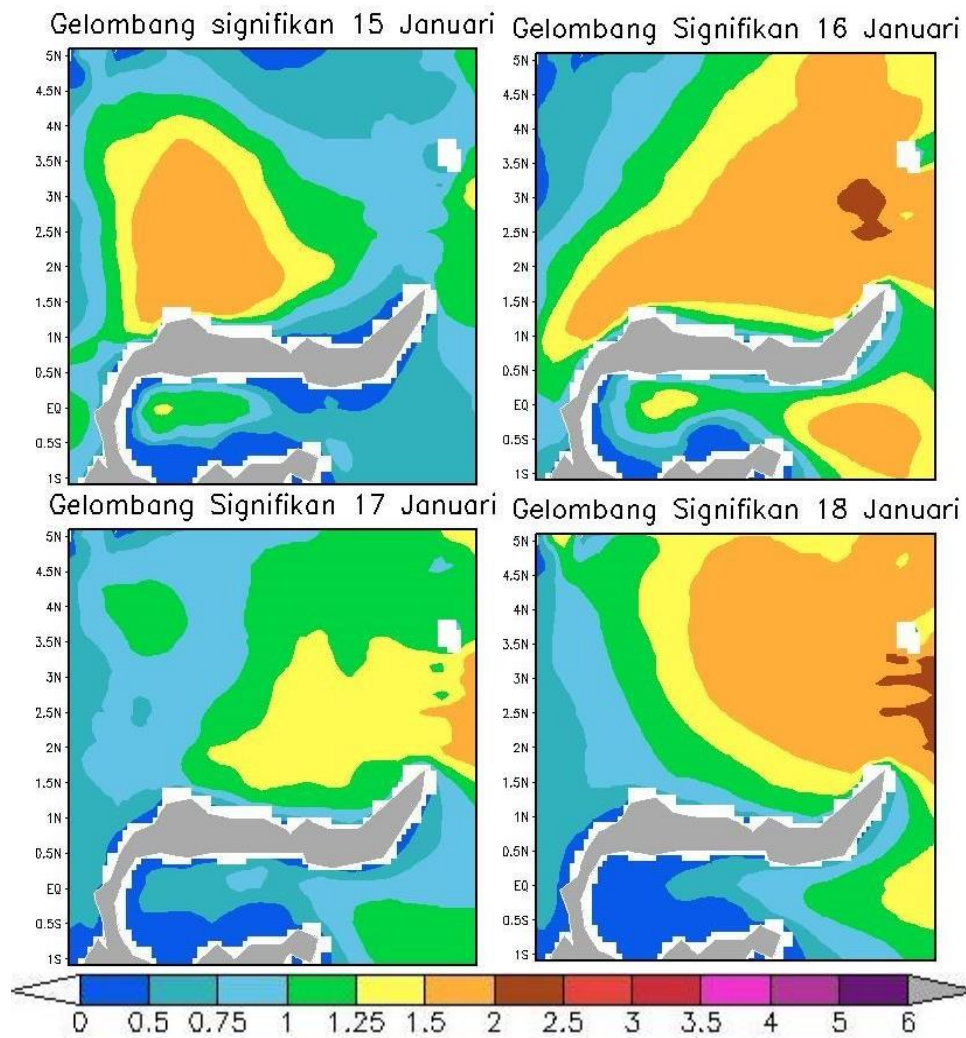 Gelombang signifikan 15 Januari
5N
4.5N
4N
3.5N
3N
2.5N
2N
1.5N
1N
0.5N
EQ
0.5S
1S
Gelombang Signifikan 16 Januari
5N
4.5N
4N
3.5N
3N
2.5N
2N
1.5N
1N
0.5N
EQ
0.5S
1S
Gelombang Signifikan 17 Januari
5N
4.5N
4N
3.5N
3N
2.5N
2N
1.5N
1N
0.5N
EQ
0.5S
1S
Gelombang Signifikan 18 Januari
5N
4.5N
4N
3.5N
3N
2.5N
2N
1.5N
1N
0.5N
EQ
0.5S
1S
0 0.5 0.75 1 1.25 1.5 2 2.5 3 3.5 4 5 6